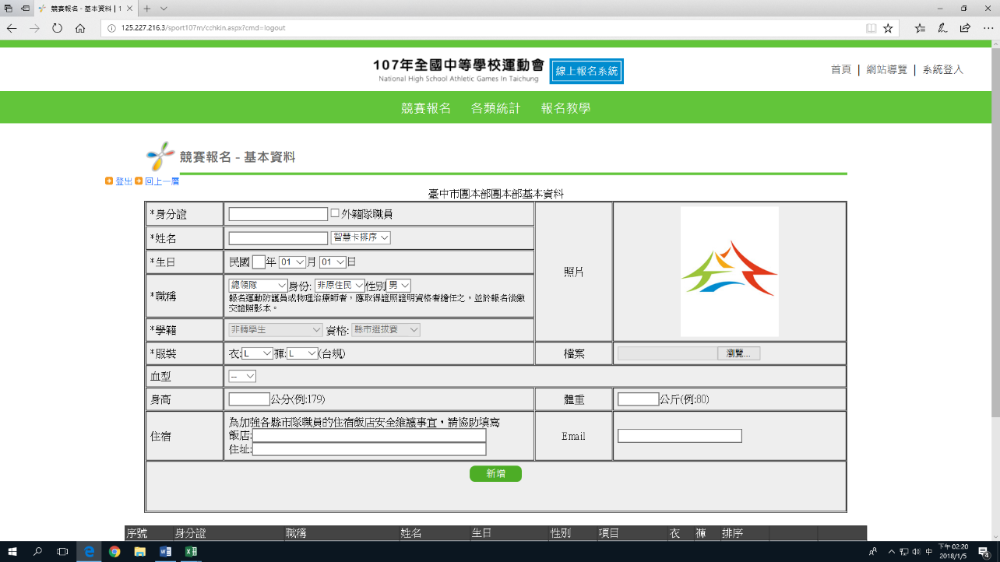 競賽報名 - 基本資料 | 1
125.227.216.3/sport107m/cchkin.aspx?cmd=logout
107年全國中等學校運動會 線上報名系統
National High School Athletic Games In Taichung
首頁 | 網站導覽 | 系統登入
競賽報名 各類統計 報名教學
競賽報名 - 基本資料
登出 回上一層
臺中市團本部團本部基本資料
*身分證 外籍隊職員
*姓名 智慧卡排序
*生日 民國 年 01 月 01 日
照片
*職稱 總領隊 身份: 非原住民 性別 男
報名運動防護員或物理治療師者，應取得證照證明資格者擔任之，並於報名後繳
交證照影本。
*學籍 非轉學生 資格: 縣市選拔賽
*服裝 衣:L 褲:L (台規) 檔案 瀏覽...
血型 --
身高 公分(例:179) 體重 公斤(例:80)
住宿 為加強各縣市隊職員的住宿飯店安全維護事宜，請協助填寫
飯店:
住址:
Email
新增
序號 身分證 職稱 姓名 生日 性別 項目 衣 褲 排序
中
下午 02:20
2018/1/5
4